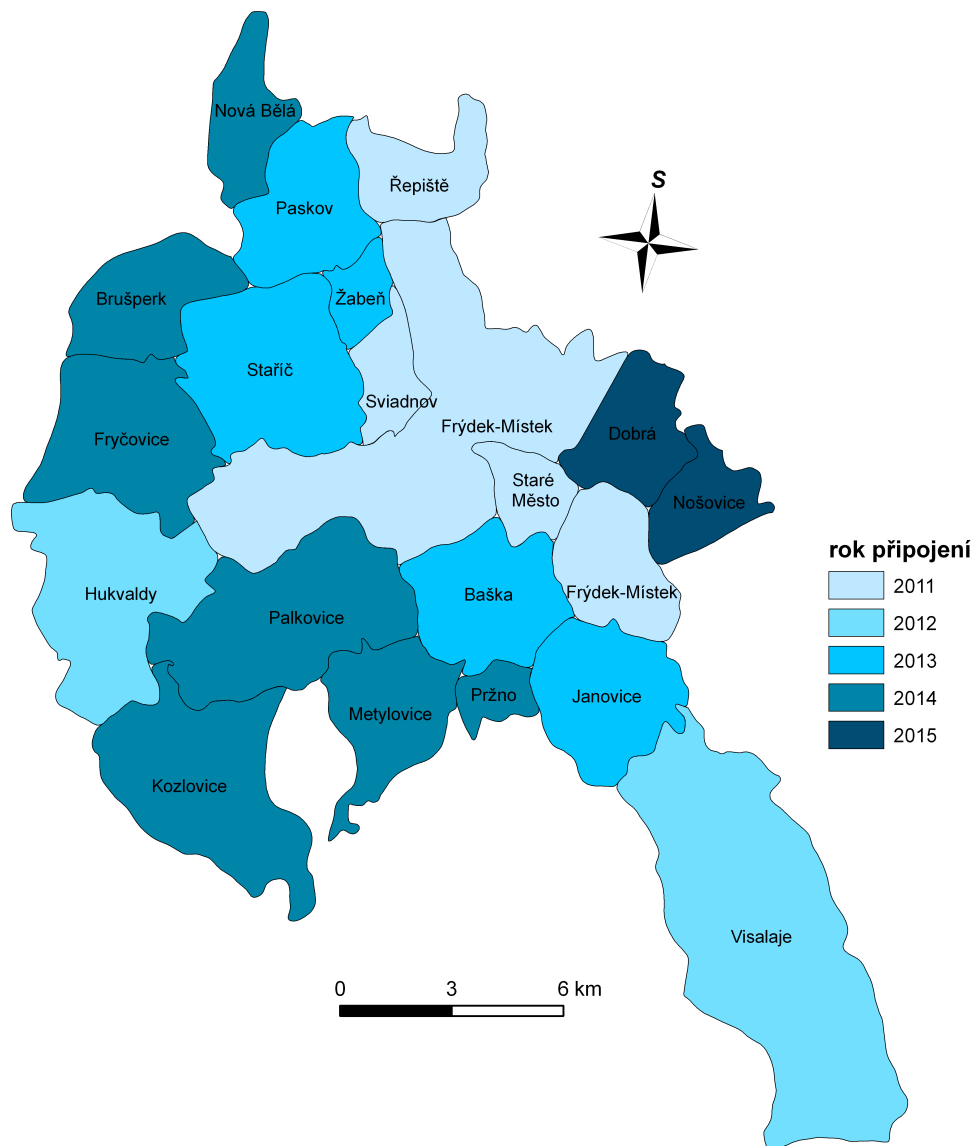 Nová Bělá
Řepiště
S
Paskov
Brušperk
Žabeň
Staříč
Sviadnov
Frýdek-Místek
Fryčovice
Dobrá
Staré
Město
Nošovice
rok připojení
2011
2012
2013
2014
2015
Hukvaldy
Baška
Frýdek-Místek
Palkovice
Pržno
Janovice
Metylovice
Kozlovice
Visalaje
0 3 6 km